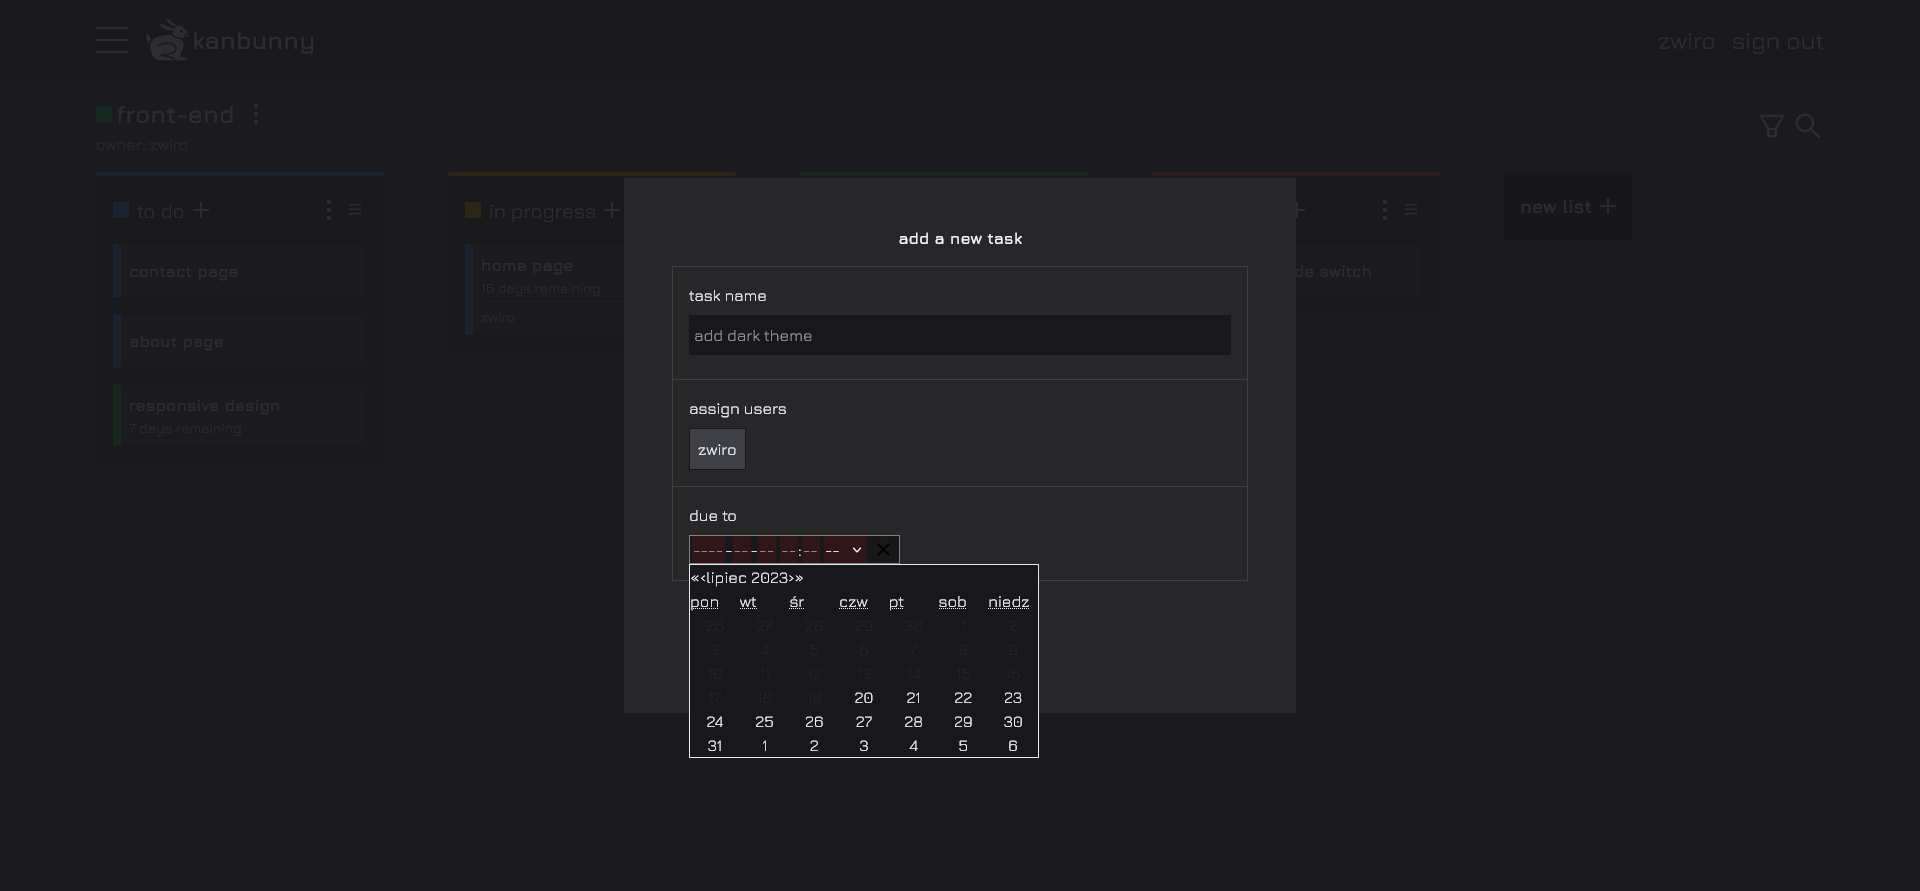 kanbunny
zwiro sign out
front-end
owner: zwiro
to do
contact page
about page
responsive design
7 days remaining
in progress
home page
16 days remaining
zwiro
de switch
new list
add a new task
task name
add dark theme
assign users
zwiro
due to
---- -- -- -- : -- --
«‹lipiec 2023›»
pon wt śr czw pt sob niedz
26 27 28 29 30 1 2
3 4 5 6 7 8 9
10 11 12 13 14 15 16
17 18 19 20 21 22 23
24 25 26 27 28 29 30
31 1 2 3 4 5 6